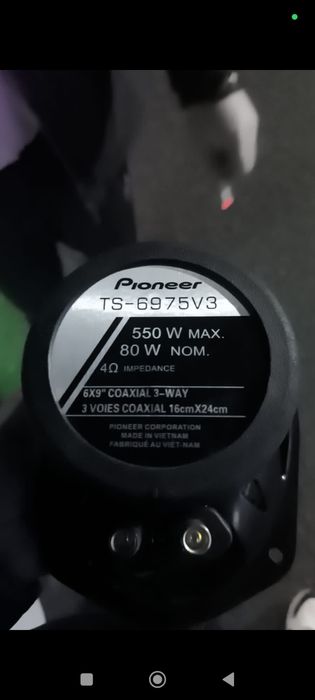 Pioneer
TS-6975V3
550 W MAX.
80 W NOM.
4Ω IMPEDANCE
6X9" COAXIAL 3-WAY
3 VOIES COAXIAL 16cmX24cm
PIONEER CORPORATION
MADE IN VIETNAM
FABRIQUÉ AU VIET-NAM